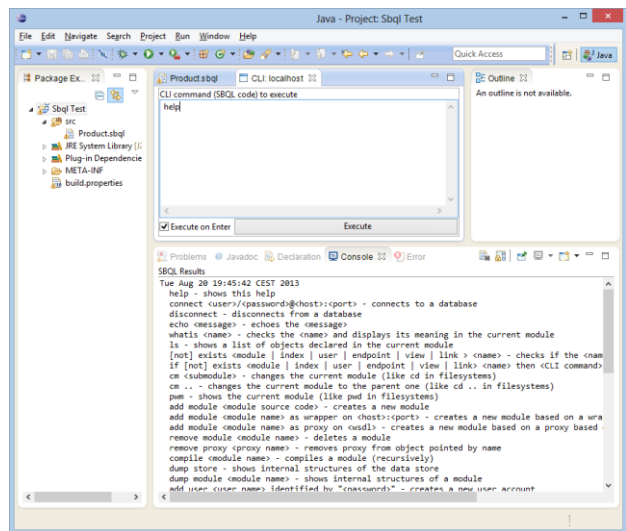 Java - Project: Sbql Test
File Edit Navigate Search Project Run Window Help
Quick Access
Java
Package Ex..
Sbql Test
src
Product.sbql
JRE System Library [J
Plug-in Dependencie
META-INF
build.properties
Product.sbql CLI: localhost
CLI command (SBQL code) to execute
help
Execute on Enter Execute
Outline
An outline is not available.
Problems Javadoc Declaration Console Error
SBQL Results
Tue Aug 20 19:45:42 CEST 2013
help - shows this help
connect <user>/<password>@<host>:<port> - connects to a database
disconnect - disconnects from a database
echo <message> - echoes the <message>
whatis <name> - checks the <name> and displays its meaning in the current module
ls - shows a list of objects declared in the current module
[not] exists <module | index | user | endpoint | view | link > <name> - checks if the <nam
if [not] exists <module | index | user | endpoint | view | link> <name> then <CLI command>
cm <submodule> - changes the current module (like cd in filesystems)
cm .. - changes the current module to the parent one (like cd .. in filesystems)
pwm - shows the current module (like pwd in filesystems)
add module <module source code> - creates a new module
add module <module name> as wrapper on <host>:<port> - creates a new module based on a wra
add module <module name> as proxy on <wsdl> - creates a new module based on a proxy based
remove module <module name> - deletes a module
remove proxy <proxy name> - removes proxy from object pointed by name
compile <module name> - compiles a module (recursively)
dump store - shows internal structures of the data store
dump module <module name> - shows internal structures of a module
add user <user name> identified by "<password>" - creates a new user account